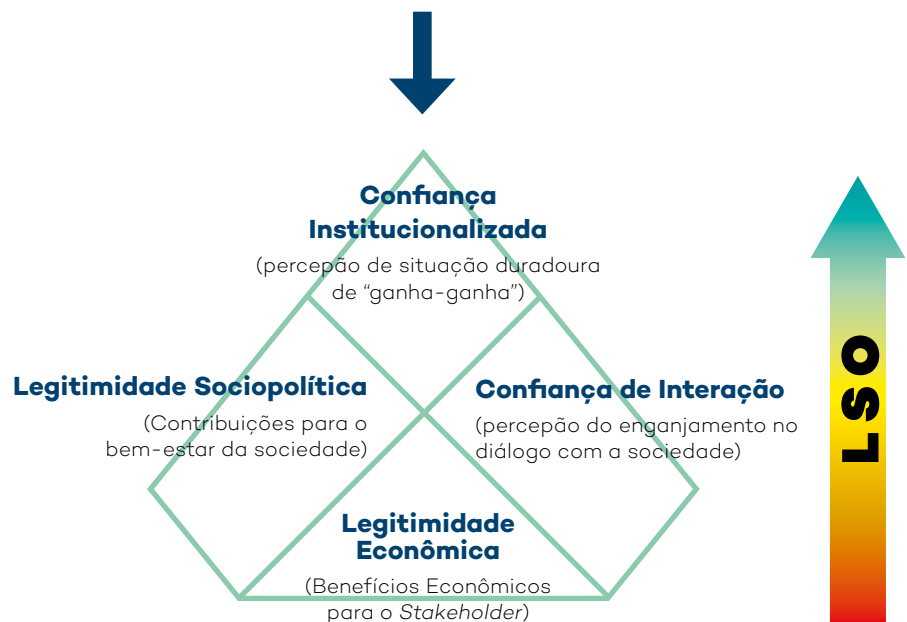 Confiança
Institucionalizada
(percepão de situação duradoura
de “ganha-ganha”)
Legitimidade Sociopolítica
(Contribuições para o
bem-estar da sociedade)
Confiança de Interação
(percepão do enganjamento no
diálogo com a sociedade)
Legitimidade
Econômica
(Benefícios Econômicos
para o Stakeholder)
LSO